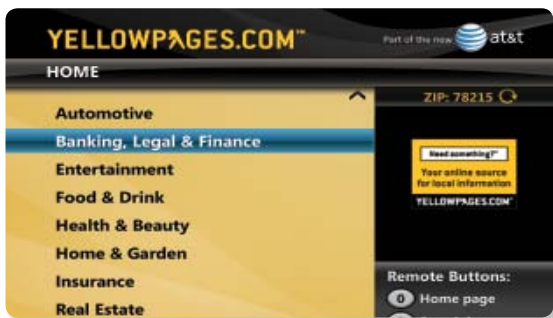 YELLOWPAGES.COM™
Part of the new at&t
HOME
ZIP: 78215
Automotive
Banking, Legal & Finance
Entertainment
Food & Drink
Health & Beauty
Home & Garden
Insurance
Real Estate
Need something?™
Your online source
for local information
YELLOWPAGES.COM™
Remote Buttons:
0 Home page